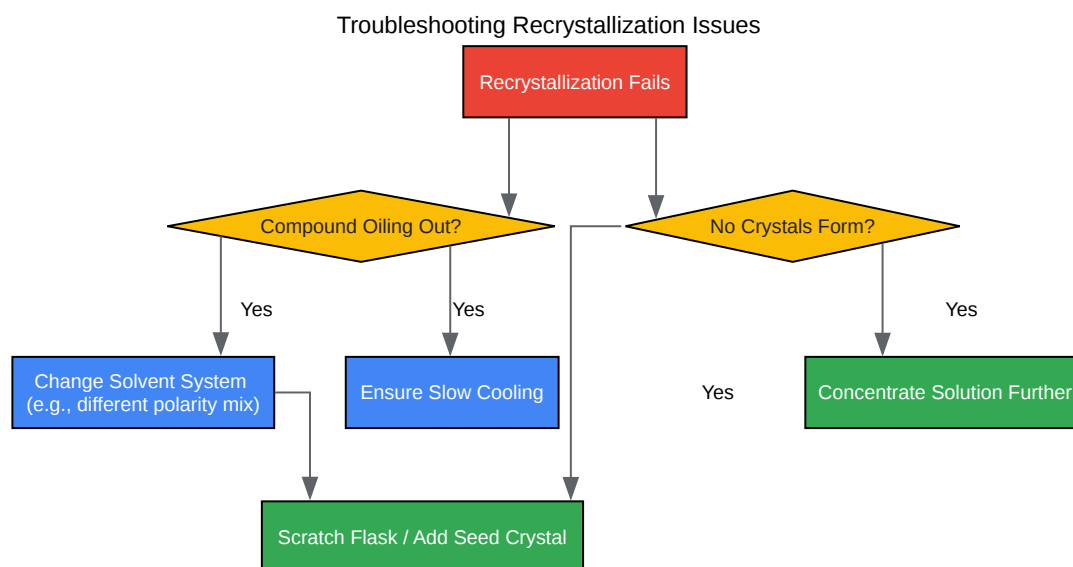 Troubleshooting Recrystallization Issues
Recrystallization Fails
Compound Oiling Out?
No Crystals Form?
Yes
Yes
Yes
Change Solvent System
(e.g., different polarity mix)
Ensure Slow Cooling
Yes
Concentrate Solution Further
Scratch Flask / Add Seed Crystal